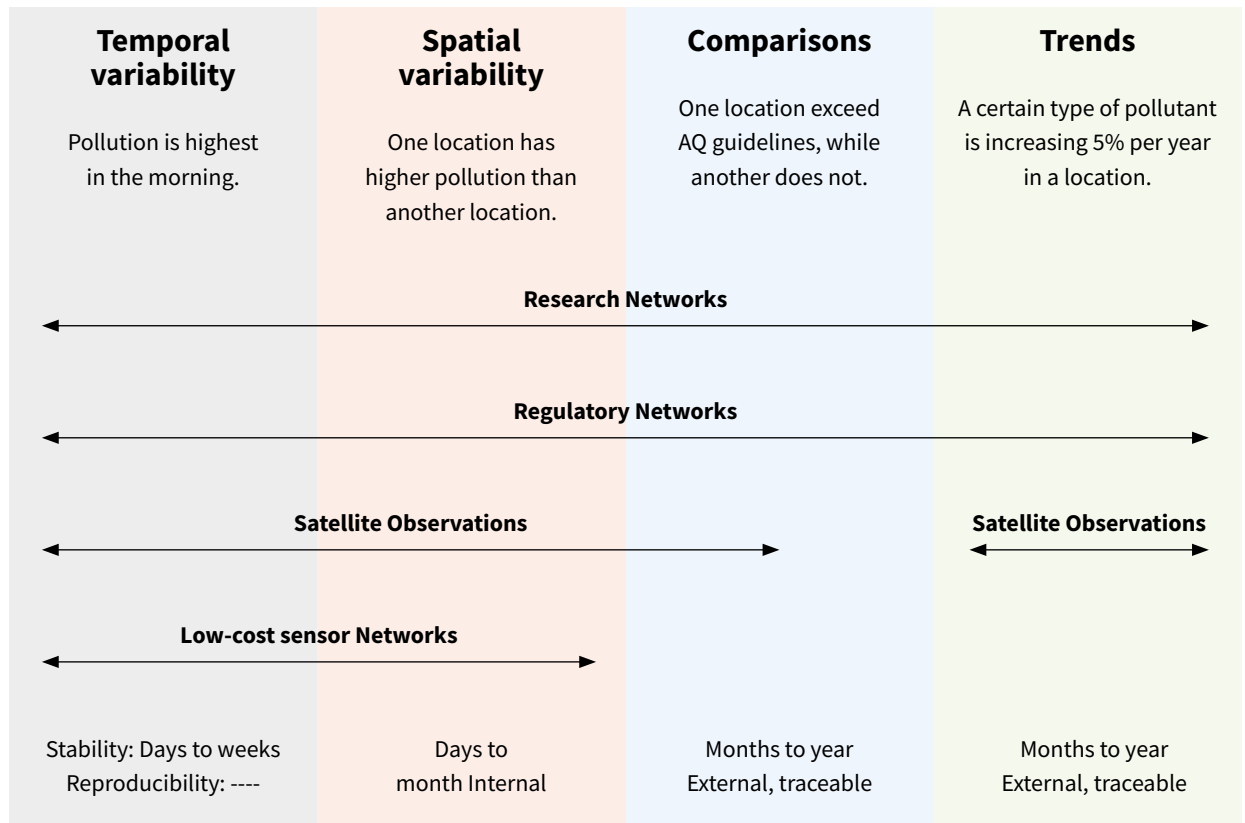 Temporal
variability
Pollution is highest
in the morning.
Spatial
variability
One location has
higher pollution than
another location.
Comparisons
One location exceed
AQ guidelines, while
another does not.
Trends
A certain type of pollutant
is increasing 5% per year
in a location.
Research Networks
Regulatory Networks
Satellite Observations
Satellite Observations
Low-cost sensor Networks
Stability: Days to weeks
Reproducibility: ----
Days to
month Internal
Months to year
External, traceable
Months to year
External, traceable